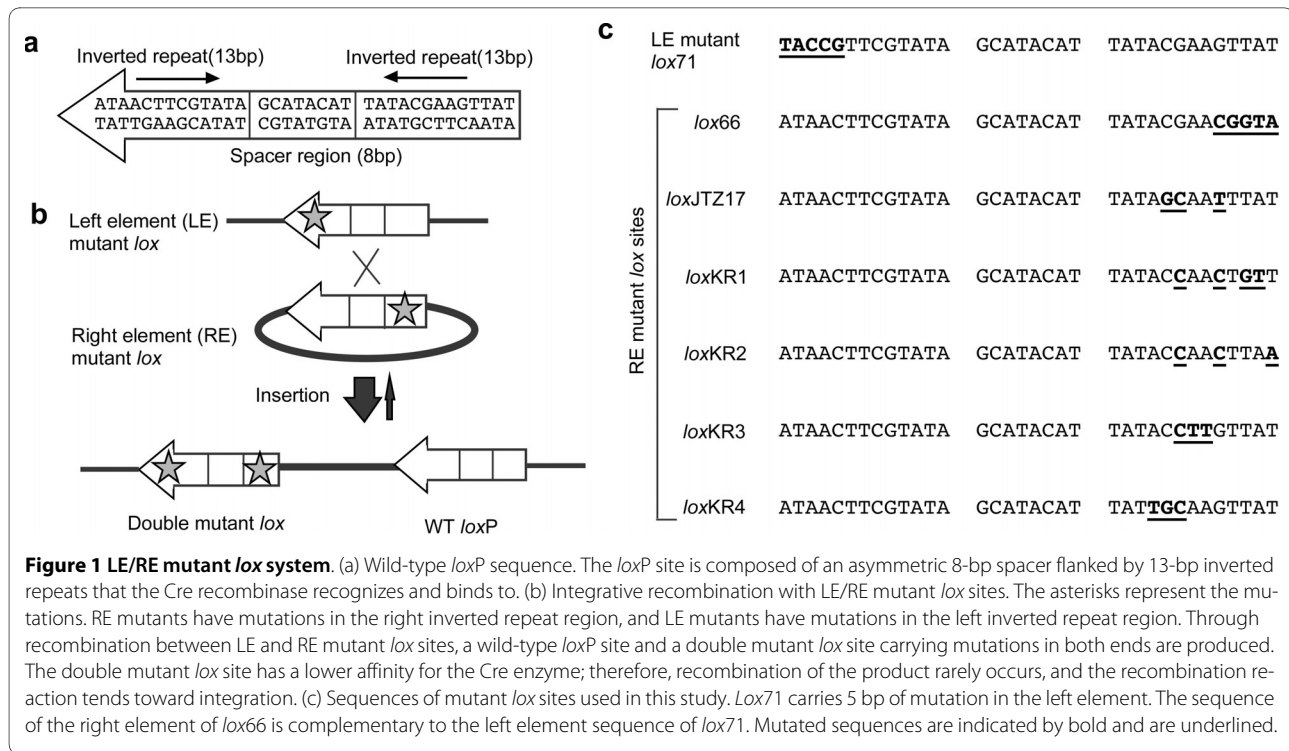 a
Inverted repeat(13bp) Inverted repeat(13bp)
ATAACTTCGTATA GCATACAT TATACGAAGTTAT
TATTGAAGCATAT CGTATGTA ATATGCTTCAATA
Spacer region (8bp)
b
Left element (LE)
mutant lox
Right element (RE)
mutant lox
Insertion
Double mutant lox WT loxP
c
LE mutant
lox71 TACCGTTCGTATA GCATACAT TATACGAAGTTAT
RE mutant lox sites
lox66 ATAACTTCGTATA GCATACAT TATACGAACGGTA
loxJTZ17 ATAACTTCGTATA GCATACAT TATAGCAATTTAT
loxKR1 ATAACTTCGTATA GCATACAT TATACCAACTGTT
loxKR2 ATAACTTCGTATA GCATACAT TATACCAACTTAA
loxKR3 ATAACTTCGTATA GCATACAT TATACCTTGTTAT
loxKR4 ATAACTTCGTATA GCATACAT TATTGCAAGTTAT
Figure 1 LE/RE mutant lox system. (a) Wild-type loxP sequence. The loxP site is composed of an asymmetric 8-bp spacer flanked by 13-bp inverted
repeats that the Cre recombinase recognizes and binds to. (b) Integrative recombination with LE/RE mutant lox sites. The asterisks represent the mu-
tations. RE mutants have mutations in the right inverted repeat region, and LE mutants have mutations in the left inverted repeat region. Through
recombination between LE and RE mutant lox sites, a wild-type loxP site and a double mutant lox site carrying mutations in both ends are produced.
The double mutant lox site has a lower affinity for the Cre enzyme; therefore, recombination of the product rarely occurs, and the recombination re-
action tends toward integration. (c) Sequences of mutant lox sites used in this study. Lox71 carries 5 bp of mutation in the left element. The sequence
of the right element of lox66 is complementary to the left element sequence of lox71. Mutated sequences are indicated by bold and are underlined.